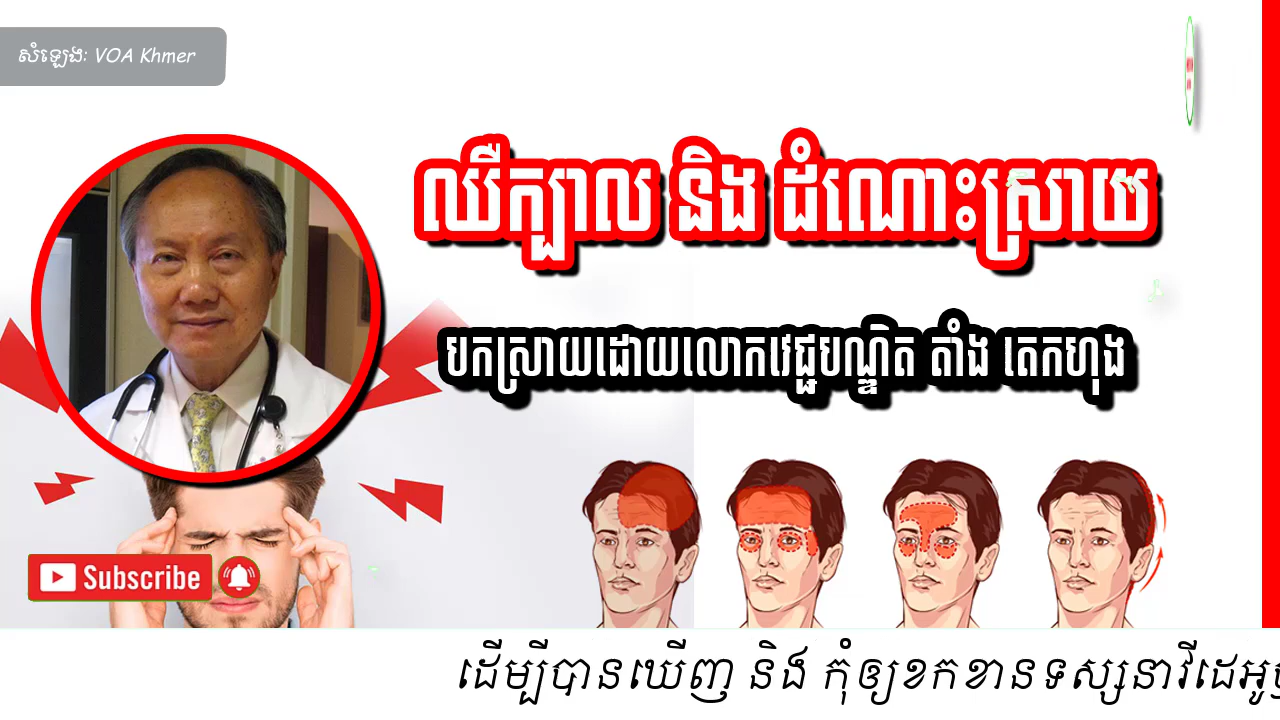 សំឡេង: VOA Khmer
ឈឺក្បាល និង ដំណោះស្រាយ
បកស្រាយដោយលោកវេជ្ជបណ្ឌិត តាំង តេកហុង
Subscribe
ដើម្បីបានឃើញ និង កុំឲ្យខកខានទស្សនាវីដេអូ